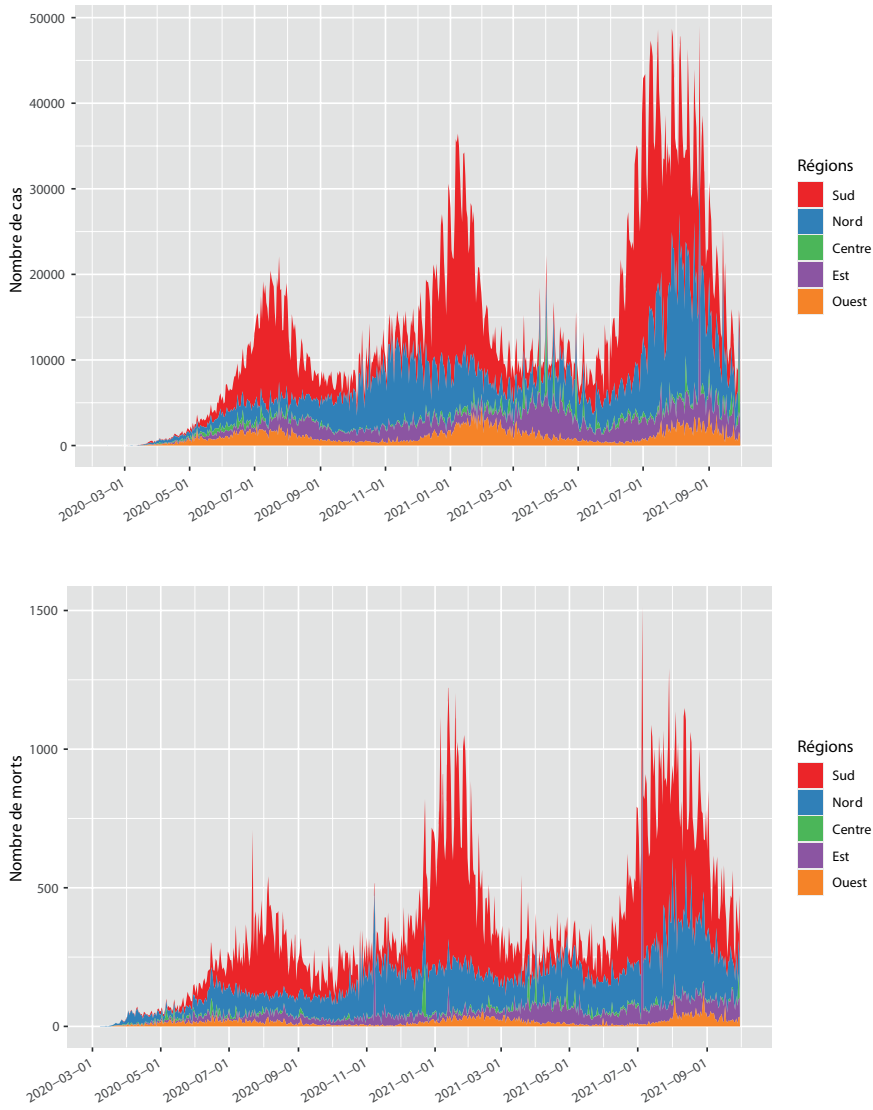 50000
40000
30000
20000
10000
0
Nombre de cas
2020–03–01
2020–05–01
2020–07–01
2020–09–01
2020–11–01
2021–01–01
2021–03–01
2021–05–01
2021–07–01
2021–09–01
Régions
Sud
Nord
Centre
Est
Ouest
1500
1000
500
0
Nombre de morts
2020–03–01
2020–05–01
2020–07–01
2020–09–01
2020–11–01
2021–01–01
2021–03–01
2021–05–01
2021–07–01
2021–09–01
Régions
Sud
Nord
Centre
Est
Ouest